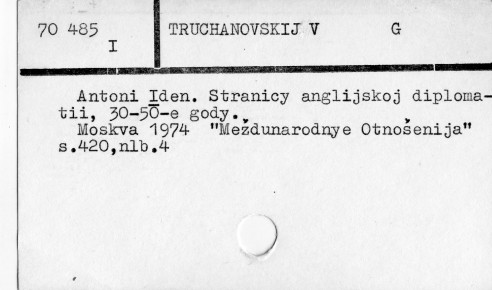 70 485 TRUCHANOVSKIJ V G
I
Antoni Iden. Stranicy anglijskoj diploma-
tii, 30-50-e gody.
Moskva 1974 "Meždunarodnye Otnošenija"
s.420,nlb.4